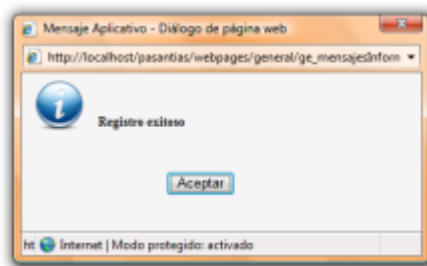 Mensaje Aplicativo - Diálogo de página web
http://localhost/pasantias/webpages/general/ge_mensajesInform
Registro exitoso
Aceptar
ht Internet | Modo protegido: activado